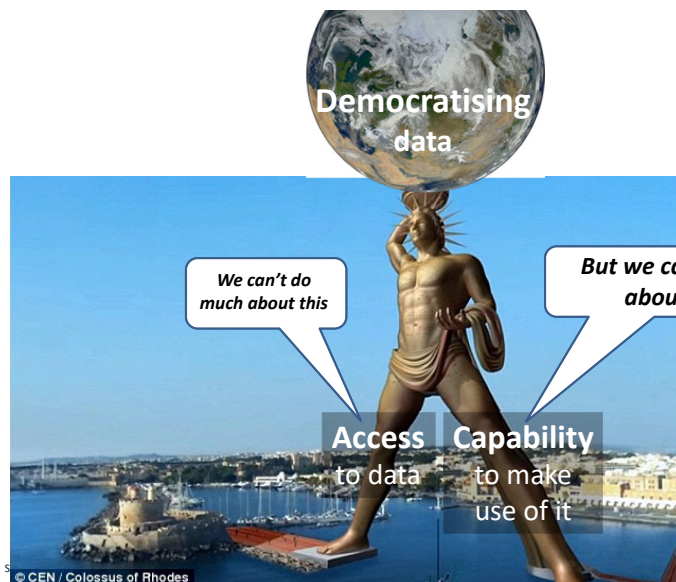 Democratising
data
We can't do
much about this
But we
abou
Access
to data
Capability
to make
use of it
© CEN / Colossus of Rhodes